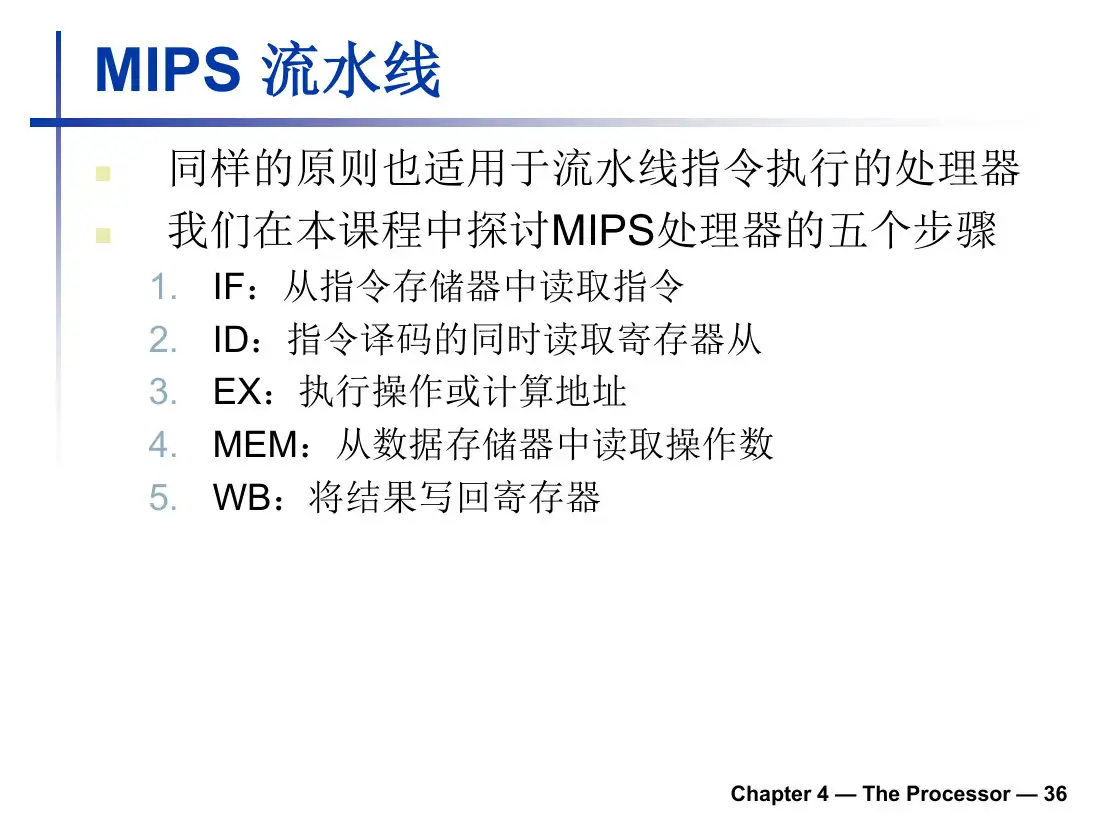 MIPS 流水线
同样的原则也适用于流水线指令执行的处理器
我们在本课程中探讨MIPS处理器的五个步骤
1. IF：从指令存储器中读取指令
2. ID：指令译码的同时读取寄存器从
3. EX：执行操作或计算地址
4. MEM：从数据存储器中读取操作数
5. WB：将结果写回寄存器
Chapter 4 — The Processor — 36